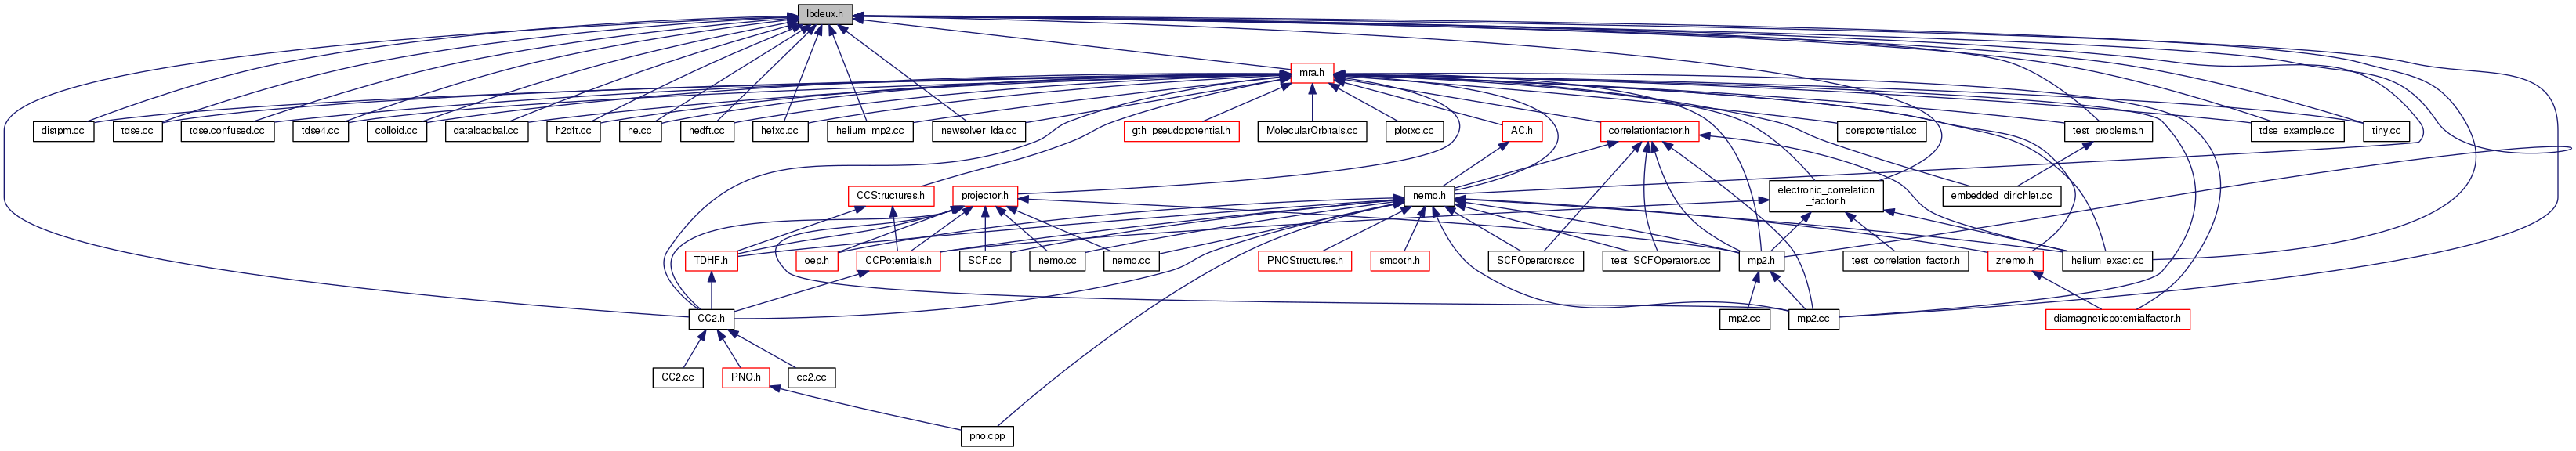 lbdeux.h
mra.h
distpm.cc
tdse.cc
tdse.confused.cc
tdse4.cc
colloid.cc
dataloadbal.cc
h2dft.cc
he.cc
hedft.cc
hefxc.cc
helium_mp2.cc
newsolver_lda.cc
gth_pseudopotential.h
MolecularOrbitals.cc
plotxc.cc
AC.h
correlationfactor.h
corepotential.cc
test_problems.h
tdse_example.cc
tiny.cc
CCStructures.h
projector.h
nemo.h
electronic_correlation
_factor.h
embedded_dirichlet.cc
TDHF.h
oep.h
CCPotentials.h
SCF.cc
nemo.cc
nemo.cc
PNOStructures.h
smooth.h
SCFOperators.cc
test_SCFOperators.cc
mp2.h
test_correlation_factor.h
znemo.h
helium_exact.cc
CC2.h
mp2.cc
mp2.cc
diamagneticpotentialfactor.h
CC2.cc
PNO.h
cc2.cc
pno.cpp